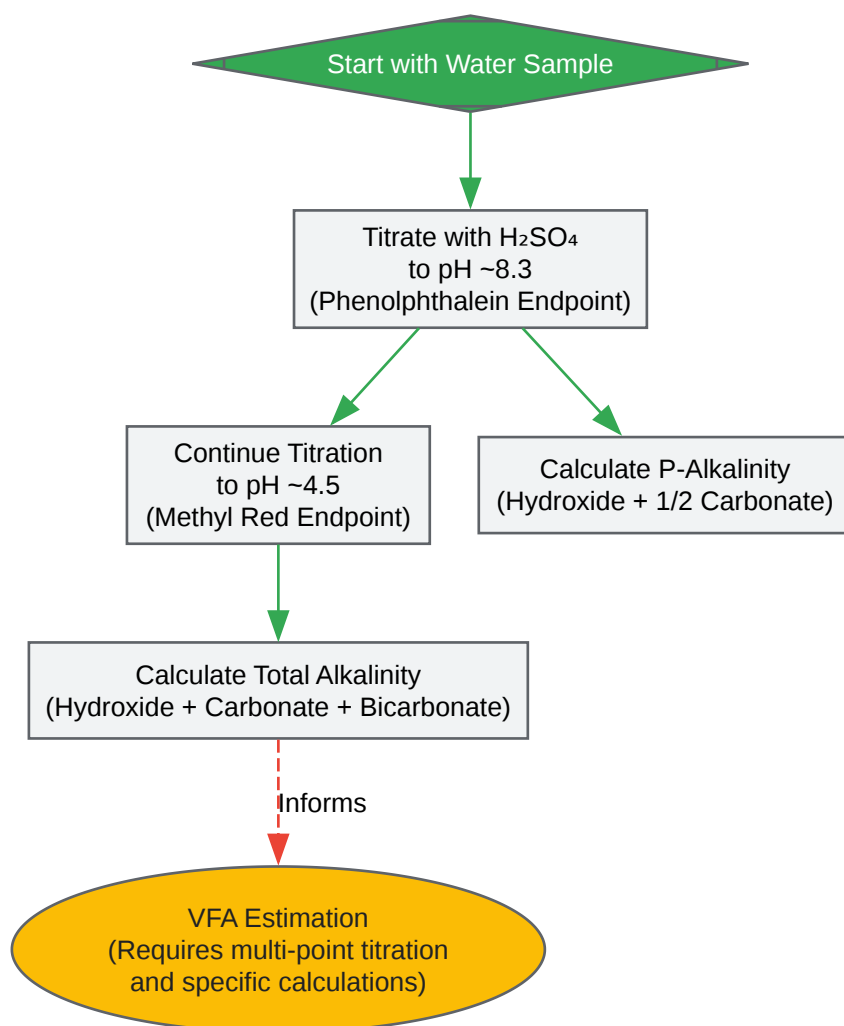 Start with Water Sample
Titrate with H₂SO₄
to pH ~8.3
(Phenolphthalein Endpoint)
Continue Titration
to pH ~4.5
(Methyl Red Endpoint)
Calculate P-Alkalinity
(Hydroxide + 1/2 Carbonate)
Calculate Total Alkalinity
(Hydroxide + Carbonate + Bicarbonate)
Informs
VFA Estimation
(Requires multi-point titration
and specific calculations)